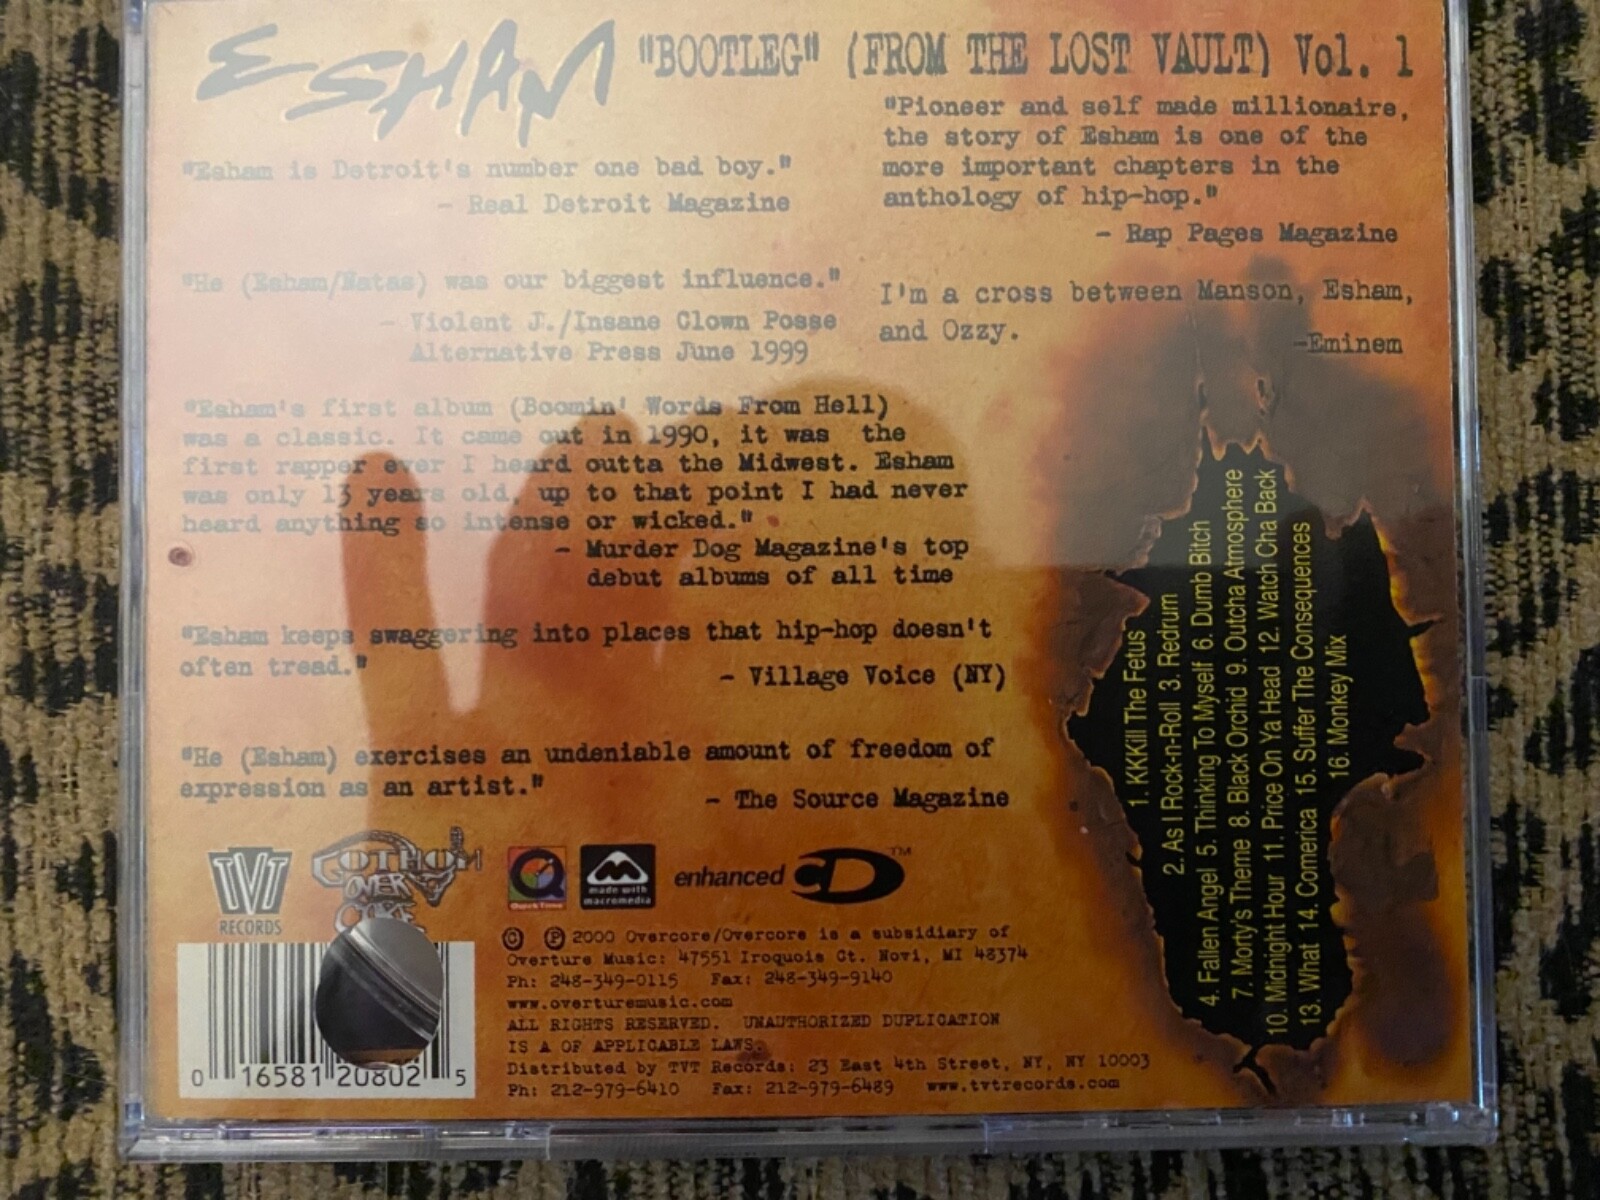 ESHAM "BOOTLEG" (FROM THE LOST VAULT) Vol. 1
"Esham is Detroit's number one bad boy."
- Real Detroit Magazine
"He (Esham/Natas) was our biggest influence."
- Violent J./Insane Clown Posse
Alternative Press June 1999
"Esham's first album (Boomin' Words From Hell)
was a classic. It came out in 1990, it was the
first rapper ever I heard outta the Midwest. Esham
was only 13 years old, up to that point I had never
heard anything so intense or wicked."
- Murder Dog Magazine's top
debut albums of all time
"Esham keeps swaggering into places that hip-hop doesn't
often tread."
- Village Voice (NY)
"He (Esham) exercises an undeniable amount of freedom of
expression as an artist."
- The Source Magazine
"Pioneer and self made millionaire,
the story of Esham is one of the
more important chapters in the
anthology of hip-hop."
- Rap Pages Magazine
I'm a cross between Manson, Esham,
and Ozzy.
-Eminem
1. KKKill The Fetus
2. As I Rock-n-Roll 3. Redrum
4. Fallen Angel 5. Thinking To Myself 6. Dumb Bitch
7. Morty's Theme 8. Black Orchid 9. Outcha Atmosphere
10. Midnight Hour 11. Price On Ya Head 12. Watch Cha Back
13. What 14. Comerica 15. Suffer The Consequences
16. Monkey Mix
TVT
RECORDS
GOTHOM
OVER
CORE
QuickTime
made with
macromedia
enhanced CD™
© ℗ 2000 Overcore/Overcore is a subsidiary of
Overture Music: 47551 Iroquois Ct. Novi, MI 48374
Ph: 248-349-0115 Fax: 248-349-9140
www.overturemusic.com
ALL RIGHTS RESERVED. UNAUTHORIZED DUPLICATION
IS A OF APPLICABLE LAWS.
Distributed by TVT Records: 23 East 4th Street, NY, NY 10003
Ph: 212-979-6410 Fax: 212-979-6489 www.tvtrecords.com
0 16581 20802 5